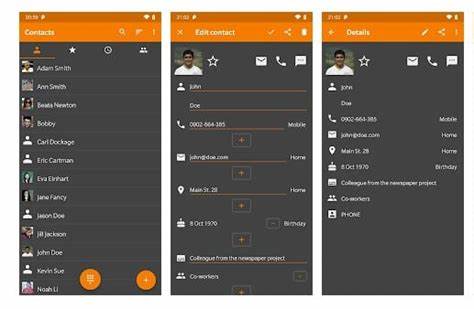 20:59 P
Contacts
Adam Smith
Ann Smith
Beata Newton
Bobby
Carl Dockage
Eric Cartman
Eva Elnhart
Jane Fancy
Jason Doe
Jill Jackson
John Doe
Kevin Sue
Noah Li
21:02 P
Edit contact
John
Doe
0902-664-385 Mobile
john@doe.com Home
Main St. 28 Home
8 Oct 1970 Birthday
Colleague from the newspaper project
Co-workers
21:02 P
Details
John
Doe
0902-664-385 Mobile
john@doe.com Home
Main St. 28 Home
8 Oct 1970 Birthday
Colleague from the newspaper project
Co-workers
PHONE